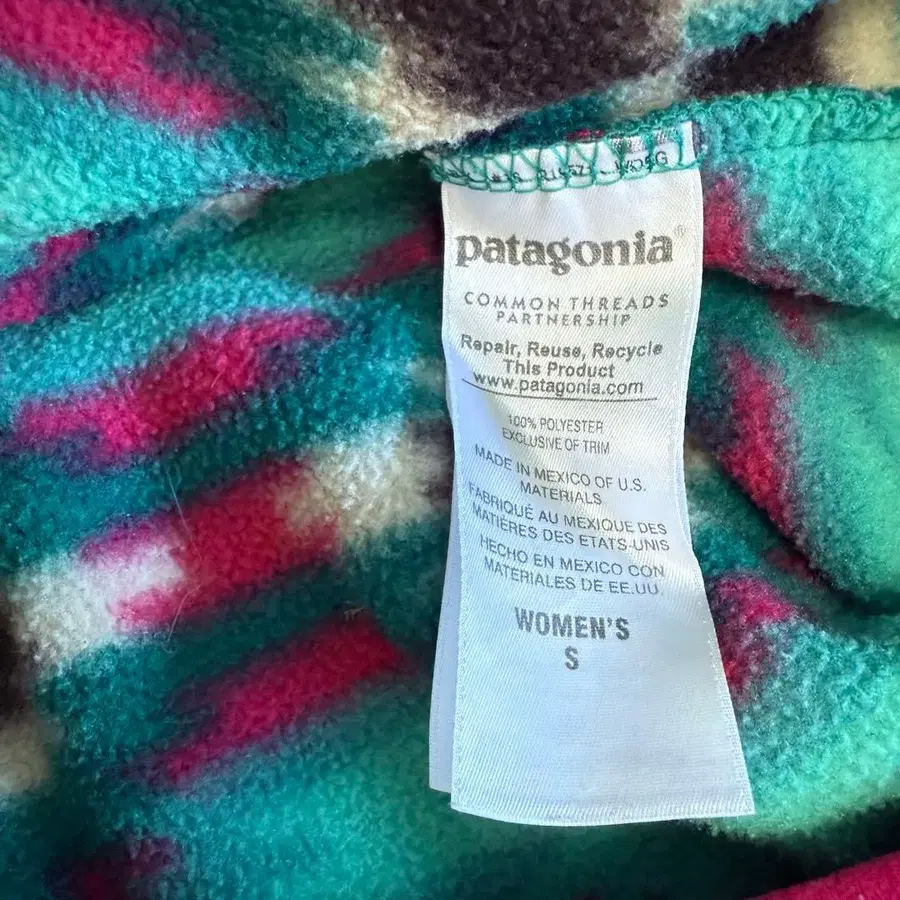 patagonia®
COMMON THREADS
PARTNERSHIP
Repair, Reuse, Recycle
This Product
www.patagonia.com
100% POLYESTER
EXCLUSIVE OF TRIM
MADE IN MEXICO OF U.S.
MATERIALS
FABRIQUÉ AU MEXIQUE DES
MATIÈRES DES ETATS-UNIS
HECHO EN MEXICO CON
MATERIALES DE EE.UU.
WOMEN'S
S